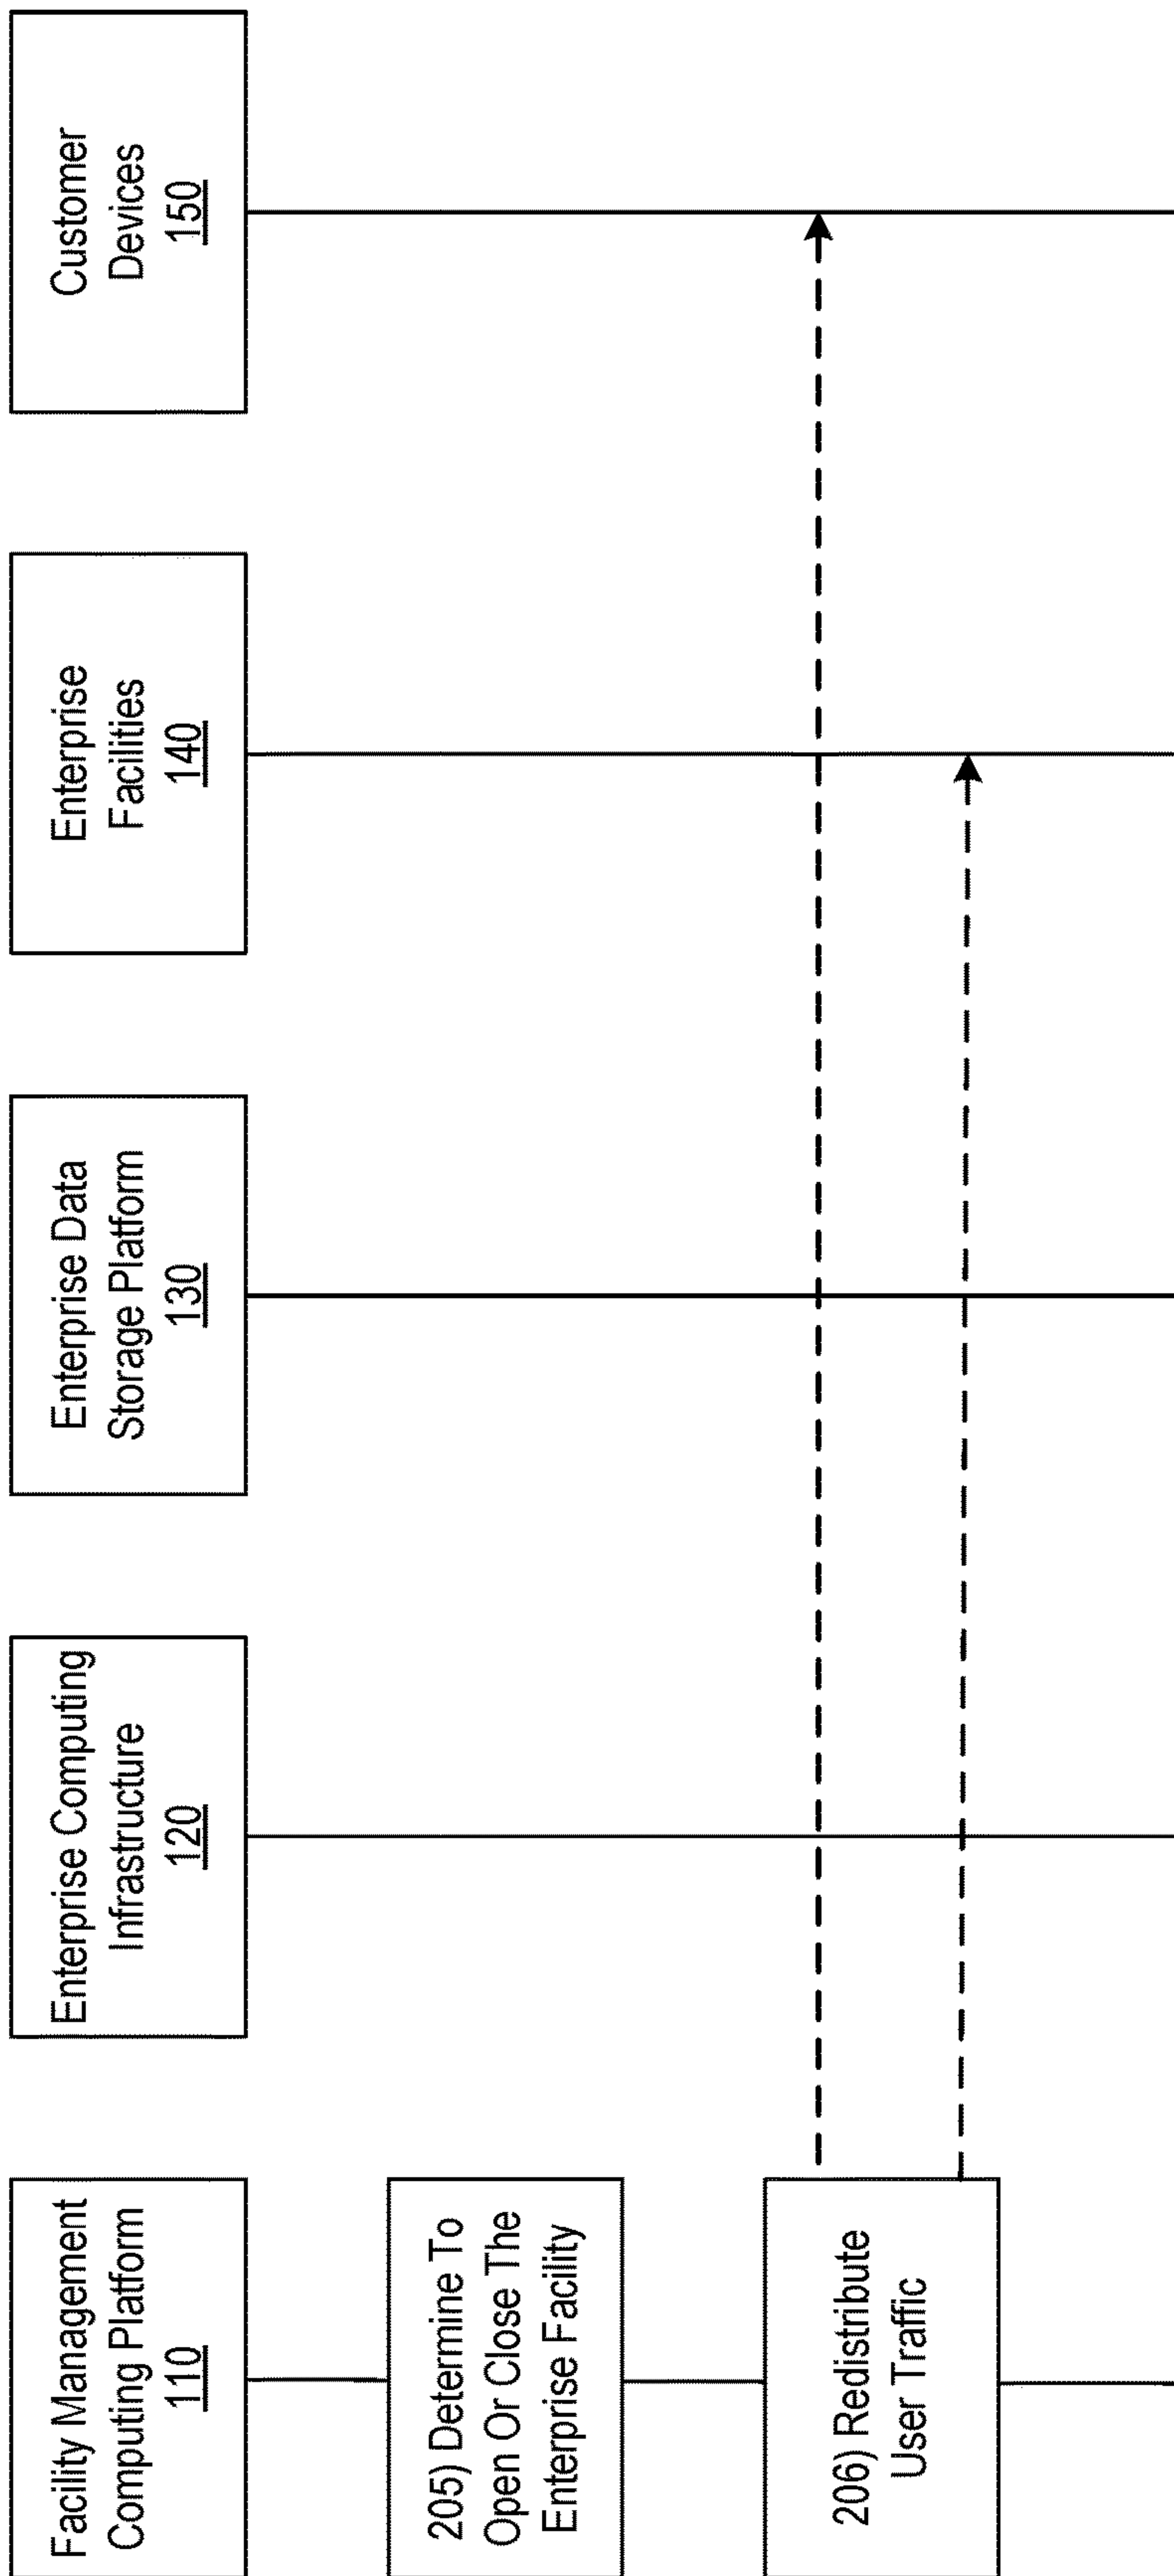 Facility Management
Computing Platform
110
Enterprise Computing
Infrastructure
120
Enterprise Data
Storage Platform
130
Enterprise
Facilities
140
Customer
Devices
150
205) Determine To
Open Or Close The
Enterprise Facility
206) Redistribute
User Traffic